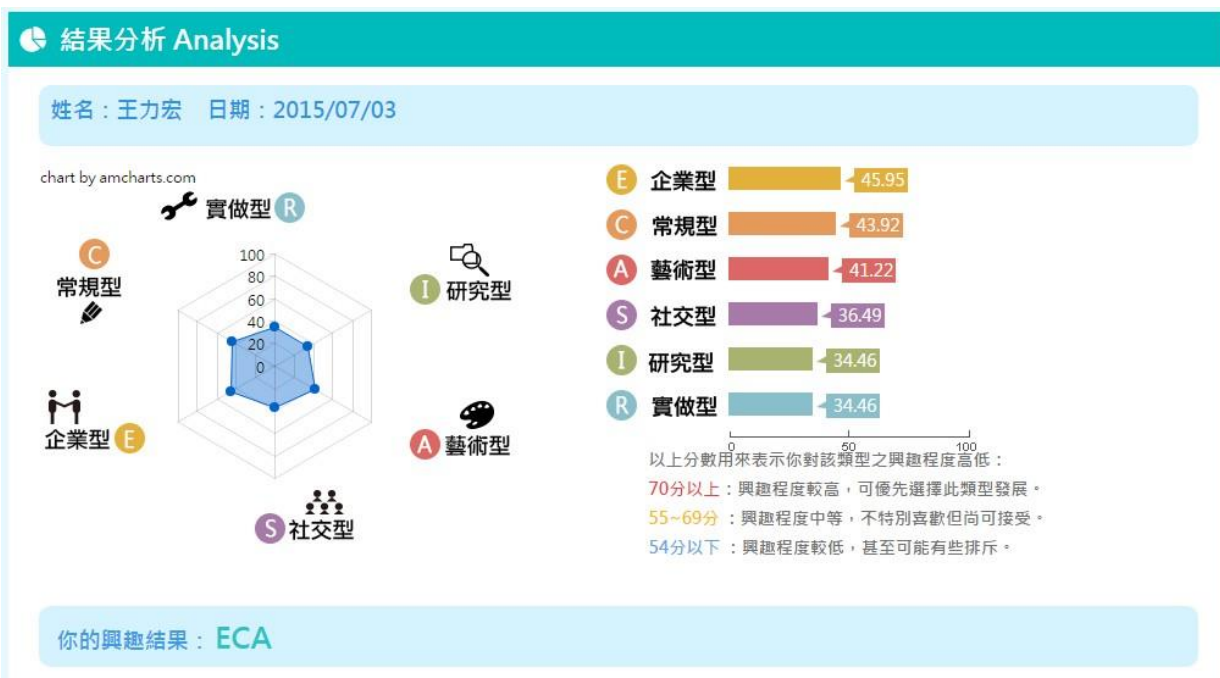 結果分析 Analysis
姓名：王力宏 日期：2015/07/03
chart by amcharts.com
實做型 R
I 研究型
A 藝術型
S 社交型
企業型 E
C
常規型
100
80
60
40
20
0
E 企業型 45.95
C 常規型 43.92
A 藝術型 41.22
S 社交型 36.49
I 研究型 34.46
R 實做型 34.46
0 50 100
以上分數用來表示你對該類型之興趣程度高低：
70分以上：興趣程度較高，可優先選擇此類型發展。
55~69分 ：興趣程度中等，不特別喜歡但尚可接受。
54分以下 ：興趣程度較低，甚至可能有些排斥。
你的興趣結果： ECA